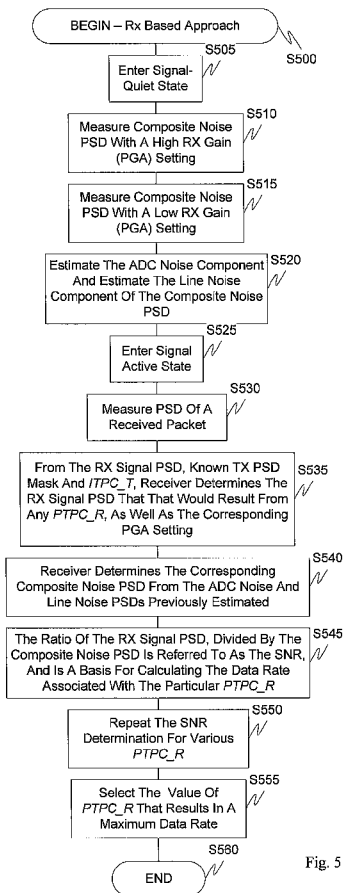 BEGIN – Rx Based Approach
S500
S505
Enter Signal-
Quiet State
S510
Measure Composite Noise
PSD With A High RX Gain
(PGA) Setting
S515
Measure Composite Noise
PSD With A Low RX Gain
(PGA) Setting
S520
Estimate The ADC Noise Component
And Estimate The Line Noise
Component Of The Composite Noise
PSD
S525
Enter Signal
Active State
S530
Measure PSD Of A
Received Packet
S535
From The RX Signal PSD, Known TX PSD
Mask And ITPC_T, Receiver Determines The
RX Signal PSD That That Would Result From
Any PTPC_R, As Well As The Corresponding
PGA Setting
S540
Receiver Determines The Corresponding
Composite Noise PSD From The ADC Noise And
Line Noise PSDs Previously Estimated
S545
The Ratio Of The RX Signal PSD, Divided By The
Composite Noise PSD Is Referred To As The SNR,
And Is A Basis For Calculating The Data Rate
Associated With The Particular PTPC_R
S550
Repeat The SNR
Determination For Various
PTPC_R
S555
Select The Value Of
PTPC_R That Results In A
Maximum Data Rate
S560
END
Fig. 5